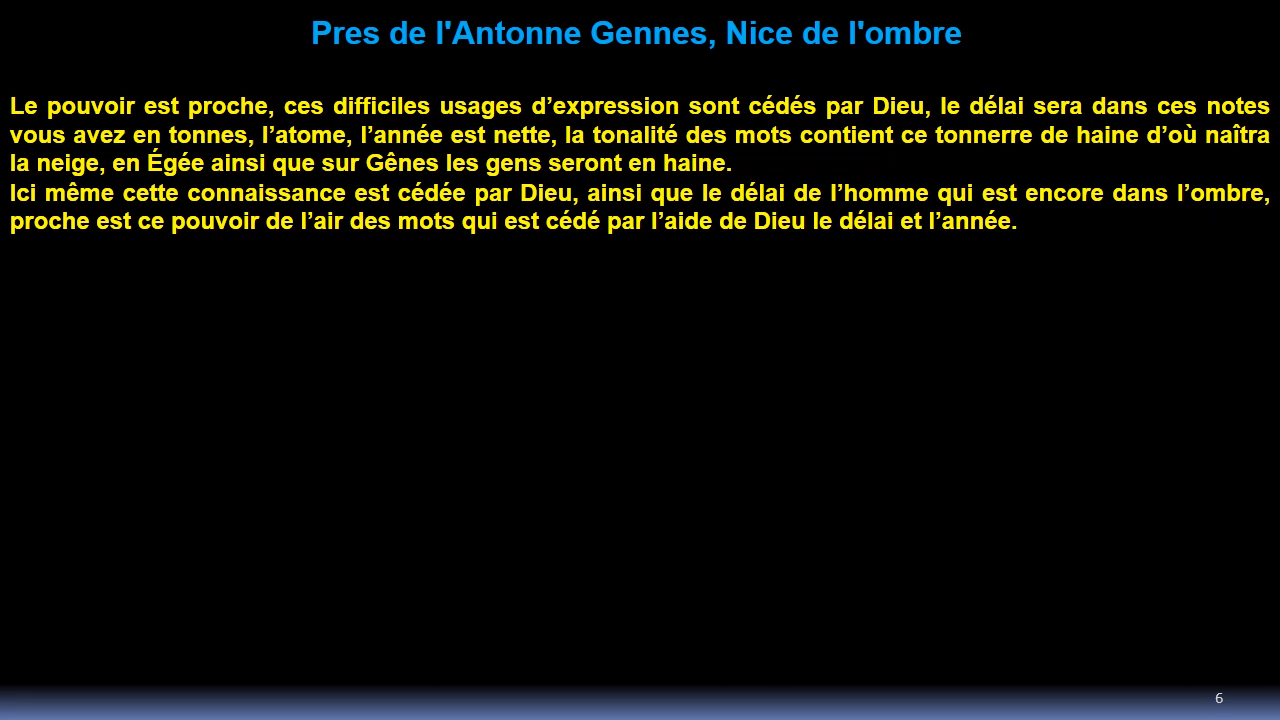 Pres de l'Antonne Gennes, Nice de l'ombre
Le pouvoir est proche, ces difficiles usages d’expression sont cédés par Dieu, le délai sera dans ces notes
vous avez en tonnes, l’atome, l’année est nette, la tonalité des mots contient ce tonnerre de haine d’où naîtra
la neige, en Égée ainsi que sur Gênes les gens seront en haine.
Ici même cette connaissance est cédée par Dieu, ainsi que le délai de l’homme qui est encore dans l’ombre,
proche est ce pouvoir de l’air des mots qui est cédé par l’aide de Dieu le délai et l’année.
6